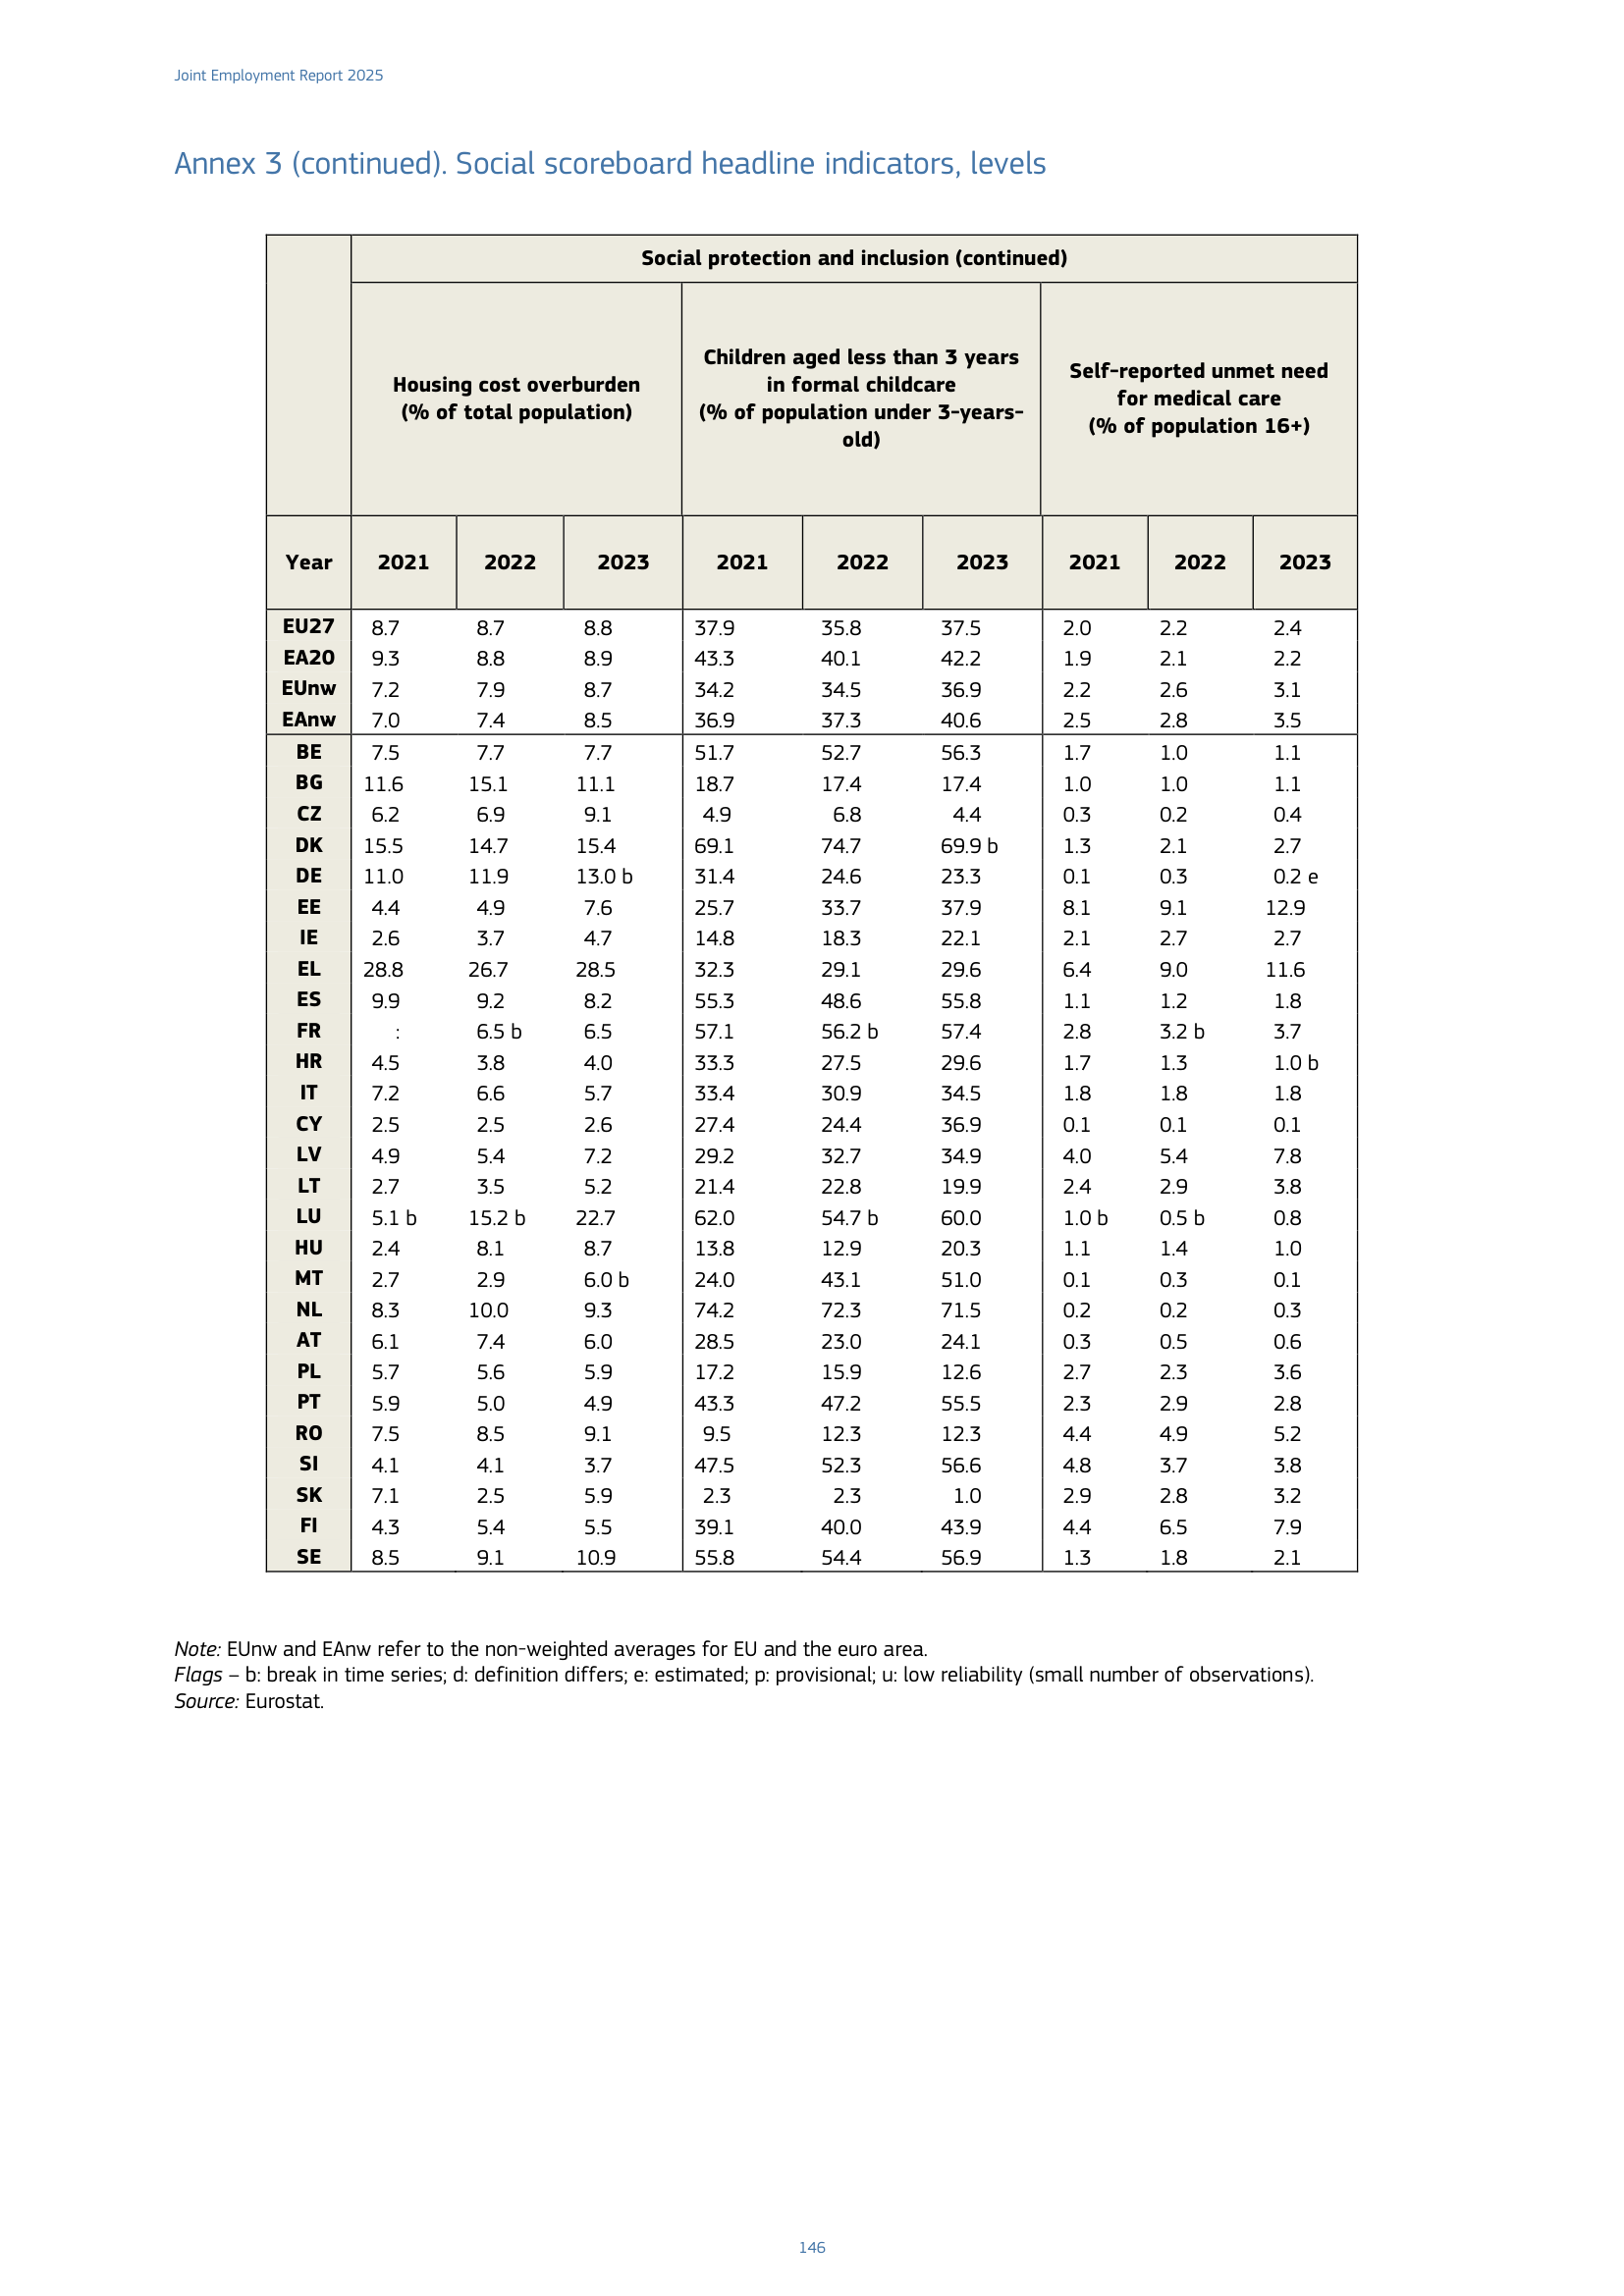 Joint Employment Report 2025
Annex 3 (continued). Social scoreboard headline indicators, levels
Social protection and inclusion (continued)
Housing cost overburden
(% of total population)
Children aged less than 3 years
in formal childcare
(% of population under 3-years-
old)
Self-reported unmet need
for medical care
(% of population 16+)
Year 2021 2022 2023 2021 2022 2023 2021 2022 2023
EU27 8.7 8.7 8.8 37.9 35.8 37.5 2.0 2.2 2.4
EA20 9.3 8.8 8.9 43.3 40.1 42.2 1.9 2.1 2.2
EUnw 7.2 7.9 8.7 34.2 34.5 36.9 2.2 2.6 3.1
EAnw 7.0 7.4 8.5 36.9 37.3 40.6 2.5 2.8 3.5
BE 7.5 7.7 7.7 51.7 52.7 56.3 1.7 1.0 1.1
BG 11.6 15.1 11.1 18.7 17.4 17.4 1.0 1.0 1.1
CZ 6.2 6.9 9.1 4.9 6.8 4.4 0.3 0.2 0.4
DK 15.5 14.7 15.4 69.1 74.7 69.9 b 1.3 2.1 2.7
DE 11.0 11.9 13.0 b 31.4 24.6 23.3 0.1 0.3 0.2 e
EE 4.4 4.9 7.6 25.7 33.7 37.9 8.1 9.1 12.9
IE 2.6 3.7 4.7 14.8 18.3 22.1 2.1 2.7 2.7
EL 28.8 26.7 28.5 32.3 29.1 29.6 6.4 9.0 11.6
ES 9.9 9.2 8.2 55.3 48.6 55.8 1.1 1.2 1.8
FR : 6.5 b 6.5 57.1 56.2 b 57.4 2.8 3.2 b 3.7
HR 4.5 3.8 4.0 33.3 27.5 29.6 1.7 1.3 1.0 b
IT 7.2 6.6 5.7 33.4 30.9 34.5 1.8 1.8 1.8
CY 2.5 2.5 2.6 27.4 24.4 36.9 0.1 0.1 0.1
LV 4.9 5.4 7.2 29.2 32.7 34.9 4.0 5.4 7.8
LT 2.7 3.5 5.2 21.4 22.8 19.9 2.4 2.9 3.8
LU 5.1 b 15.2 b 22.7 62.0 54.7 b 60.0 1.0 b 0.5 b 0.8
HU 2.4 8.1 8.7 13.8 12.9 20.3 1.1 1.4 1.0
MT 2.7 2.9 6.0 b 24.0 43.1 51.0 0.1 0.3 0.1
NL 8.3 10.0 9.3 74.2 72.3 71.5 0.2 0.2 0.3
AT 6.1 7.4 6.0 28.5 23.0 24.1 0.3 0.5 0.6
PL 5.7 5.6 5.9 17.2 15.9 12.6 2.7 2.3 3.6
PT 5.9 5.0 4.9 43.3 47.2 55.5 2.3 2.9 2.8
RO 7.5 8.5 9.1 9.5 12.3 12.3 4.4 4.9 5.2
SI 4.1 4.1 3.7 47.5 52.3 56.6 4.8 3.7 3.8
SK 7.1 2.5 5.9 2.3 2.3 1.0 2.9 2.8 3.2
FI 4.3 5.4 5.5 39.1 40.0 43.9 4.4 6.5 7.9
SE 8.5 9.1 10.9 55.8 54.4 56.9 1.3 1.8 2.1
Note: EUnw and EAnw refer to the non-weighted averages for EU and the euro area.
Flags – b: break in time series; d: definition differs; e: estimated; p: provisional; u: low reliability (small number of observations).
Source: Eurostat.
146